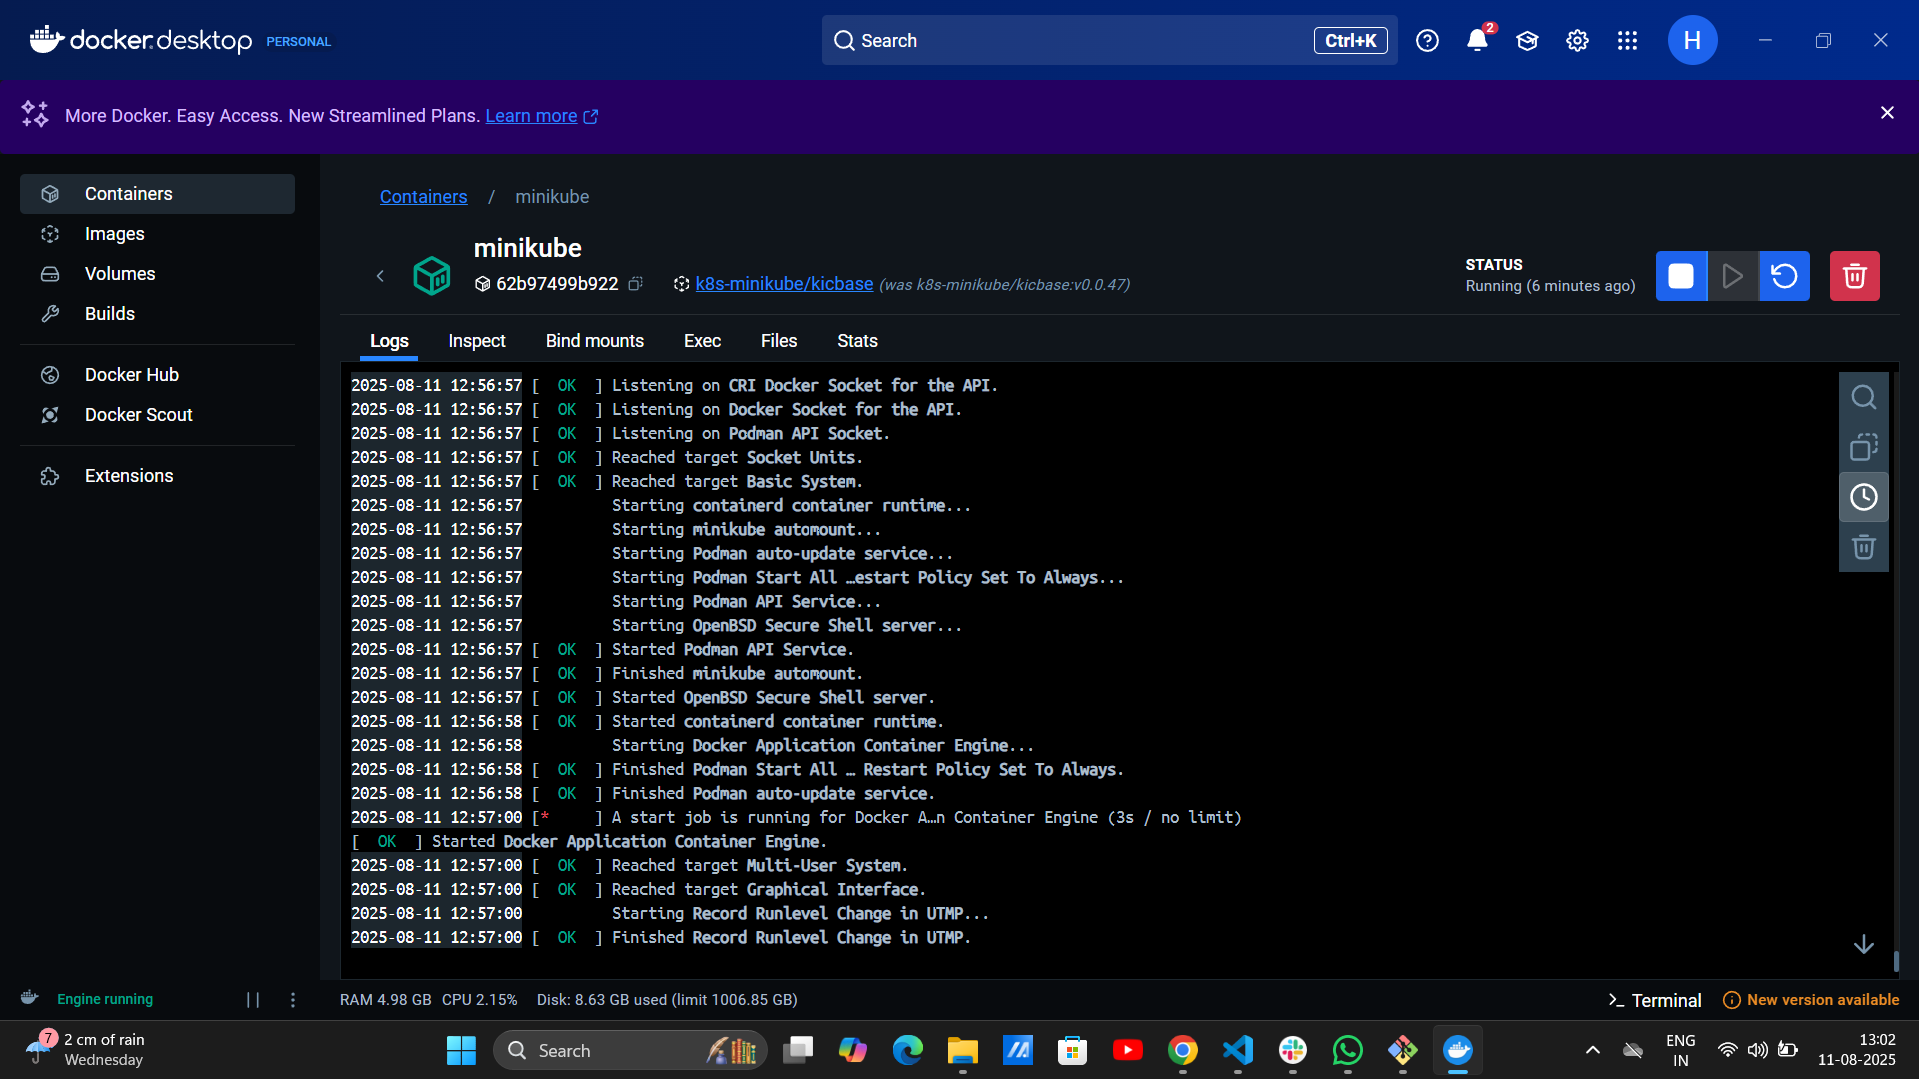 docker.desktop PERSONAL
Search
Ctrl+K
2
H
More Docker. Easy Access. New Streamlined Plans. Learn more
Containers
Images
Volumes
Builds
Docker Hub
Docker Scout
Extensions
Containers / minikube
minikube
62b97499b922
k8s-minikube/kicbase (was k8s-minikube/kicbase:v0.0.47)
STATUS
Running (6 minutes ago)
Logs
Inspect
Bind mounts
Exec
Files
Stats
2025-08-11 12:56:57 [  OK  ] Listening on CRI Docker Socket for the API.
2025-08-11 12:56:57 [  OK  ] Listening on Docker Socket for the API.
2025-08-11 12:56:57 [  OK  ] Listening on Podman API Socket.
2025-08-11 12:56:57 [  OK  ] Reached target Socket Units.
2025-08-11 12:56:57 [  OK  ] Reached target Basic System.
2025-08-11 12:56:57          Starting containerd container runtime...
2025-08-11 12:56:57          Starting minikube automount...
2025-08-11 12:56:57          Starting Podman auto-update service...
2025-08-11 12:56:57          Starting Podman Start All …estart Policy Set To Always...
2025-08-11 12:56:57          Starting Podman API Service...
2025-08-11 12:56:57          Starting OpenBSD Secure Shell server...
2025-08-11 12:56:57 [  OK  ] Started Podman API Service.
2025-08-11 12:56:57 [  OK  ] Finished minikube automount.
2025-08-11 12:56:57 [  OK  ] Started OpenBSD Secure Shell server.
2025-08-11 12:56:58 [  OK  ] Started containerd container runtime.
2025-08-11 12:56:58          Starting Docker Application Container Engine...
2025-08-11 12:56:58 [  OK  ] Finished Podman Start All … Restart Policy Set To Always.
2025-08-11 12:56:58 [  OK  ] Finished Podman auto-update service.
2025-08-11 12:57:00 [*     ] A start job is running for Docker A…n Container Engine (3s / no limit)
[  OK  ] Started Docker Application Container Engine.
2025-08-11 12:57:00 [  OK  ] Reached target Multi-User System.
2025-08-11 12:57:00 [  OK  ] Reached target Graphical Interface.
2025-08-11 12:57:00          Starting Record Runlevel Change in UTMP...
2025-08-11 12:57:00 [  OK  ] Finished Record Runlevel Change in UTMP.
Engine running
RAM 4.98 GB CPU 2.15% Disk: 8.63 GB used (limit 1006.85 GB)
>_ Terminal
New version available
7
2 cm of rain
Wednesday
Search
ENG
IN
13:02
11-08-2025